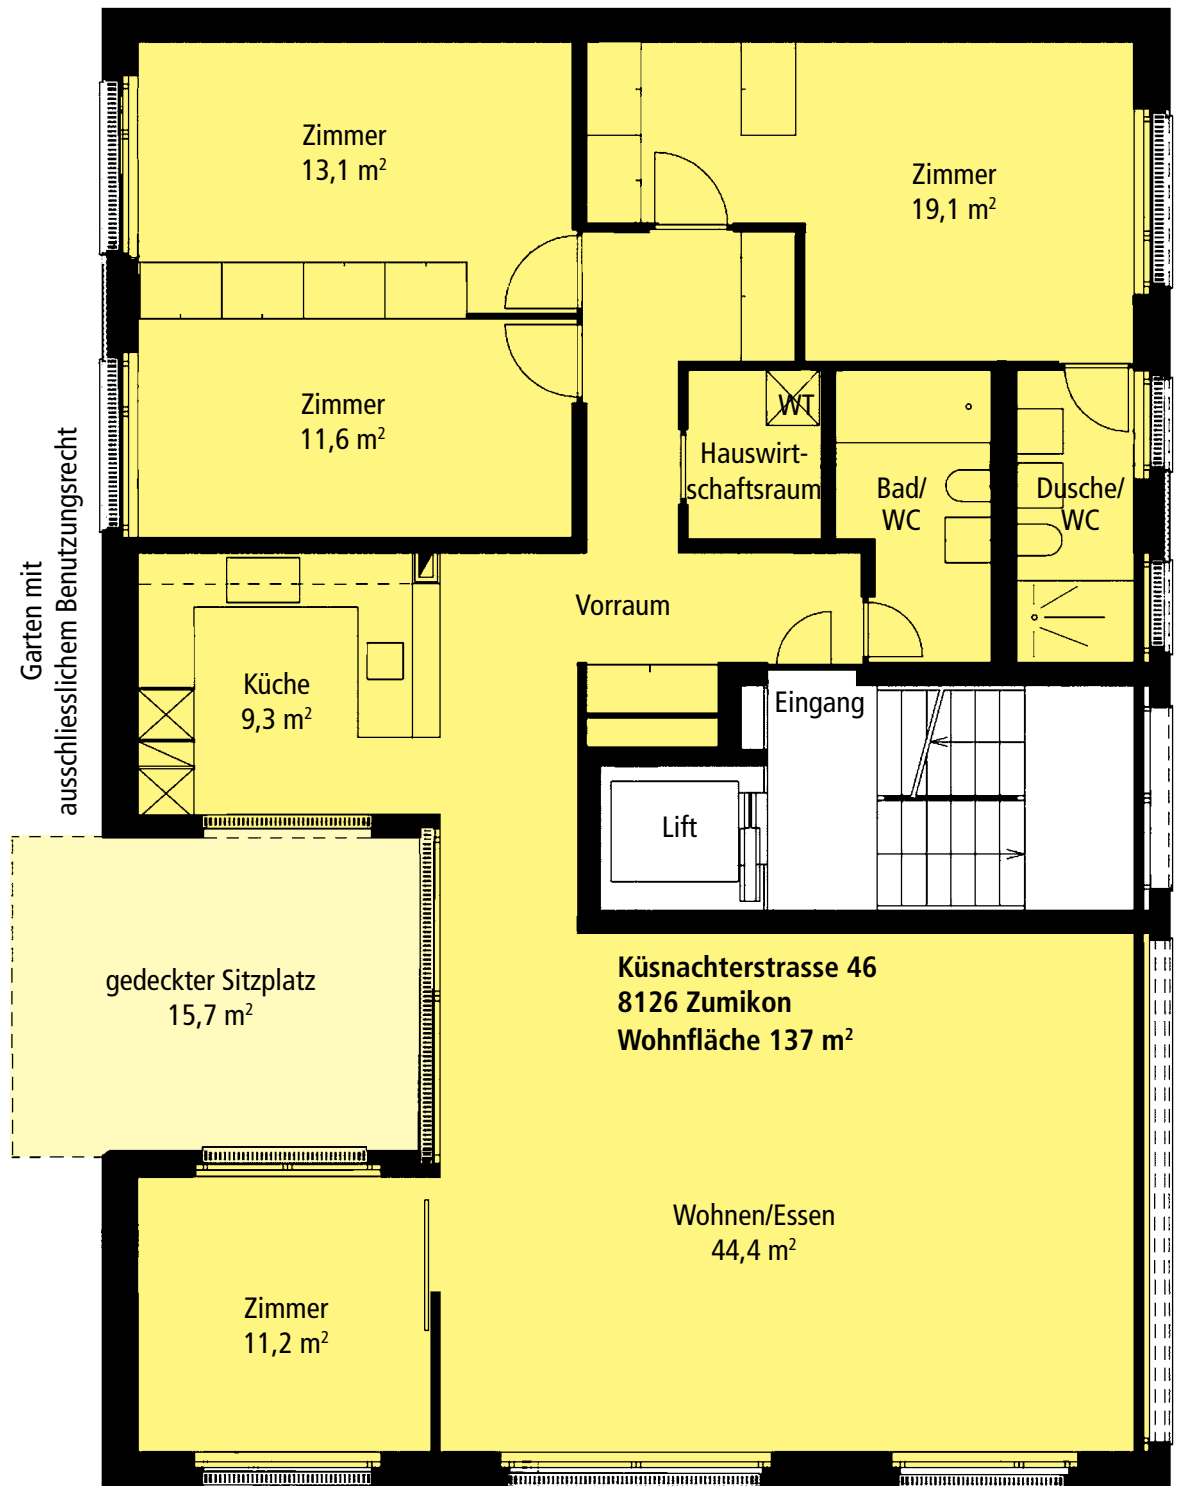 Zimmer
13,1 m²
Zimmer
19,1 m²
Zimmer
11,6 m²
WT
Hauswirt-
schaftsraum
Bad/
WC
Dusche/
WC
Garten mit
ausschliesslichem Benutzungsrecht
Vorraum
Küche
9,3 m²
Eingang
Lift
gedeckter Sitzplatz
15,7 m²
Küsnachterstrasse 46
8126 Zumikon
Wohnfläche 137 m²
Wohnen/Essen
44,4 m²
Zimmer
11,2 m²